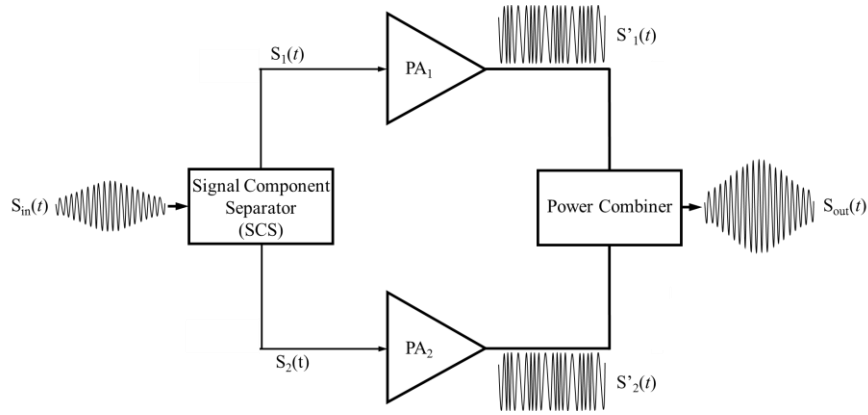 S'₁(t)
S₁(t)
PA₁
Signal Component
Separator
(SCS)
Sᵢₙ(t)
Power Combiner
Sₒᵤₜ(t)
PA₂
S₂(t)
S'₂(t)